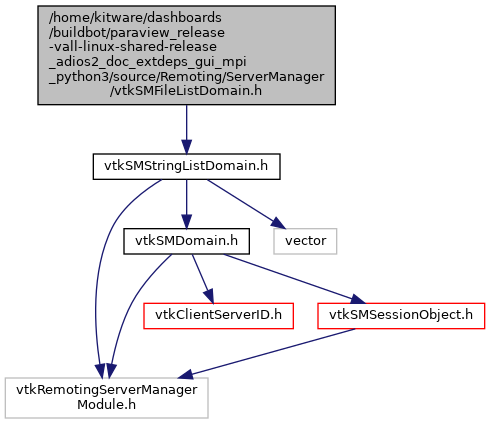 /home/kitware/dashboards
/buildbot/paraview_release
-vall-linux-shared-release
_adios2_doc_extdeps_gui_mpi
_python3/source/Remoting/ServerManager
/vtkSMFileListDomain.h
vtkSMStringListDomain.h
vtkSMDomain.h
vector
vtkClientServerID.h
vtkSMSessionObject.h
vtkRemotingServerManager
Module.h